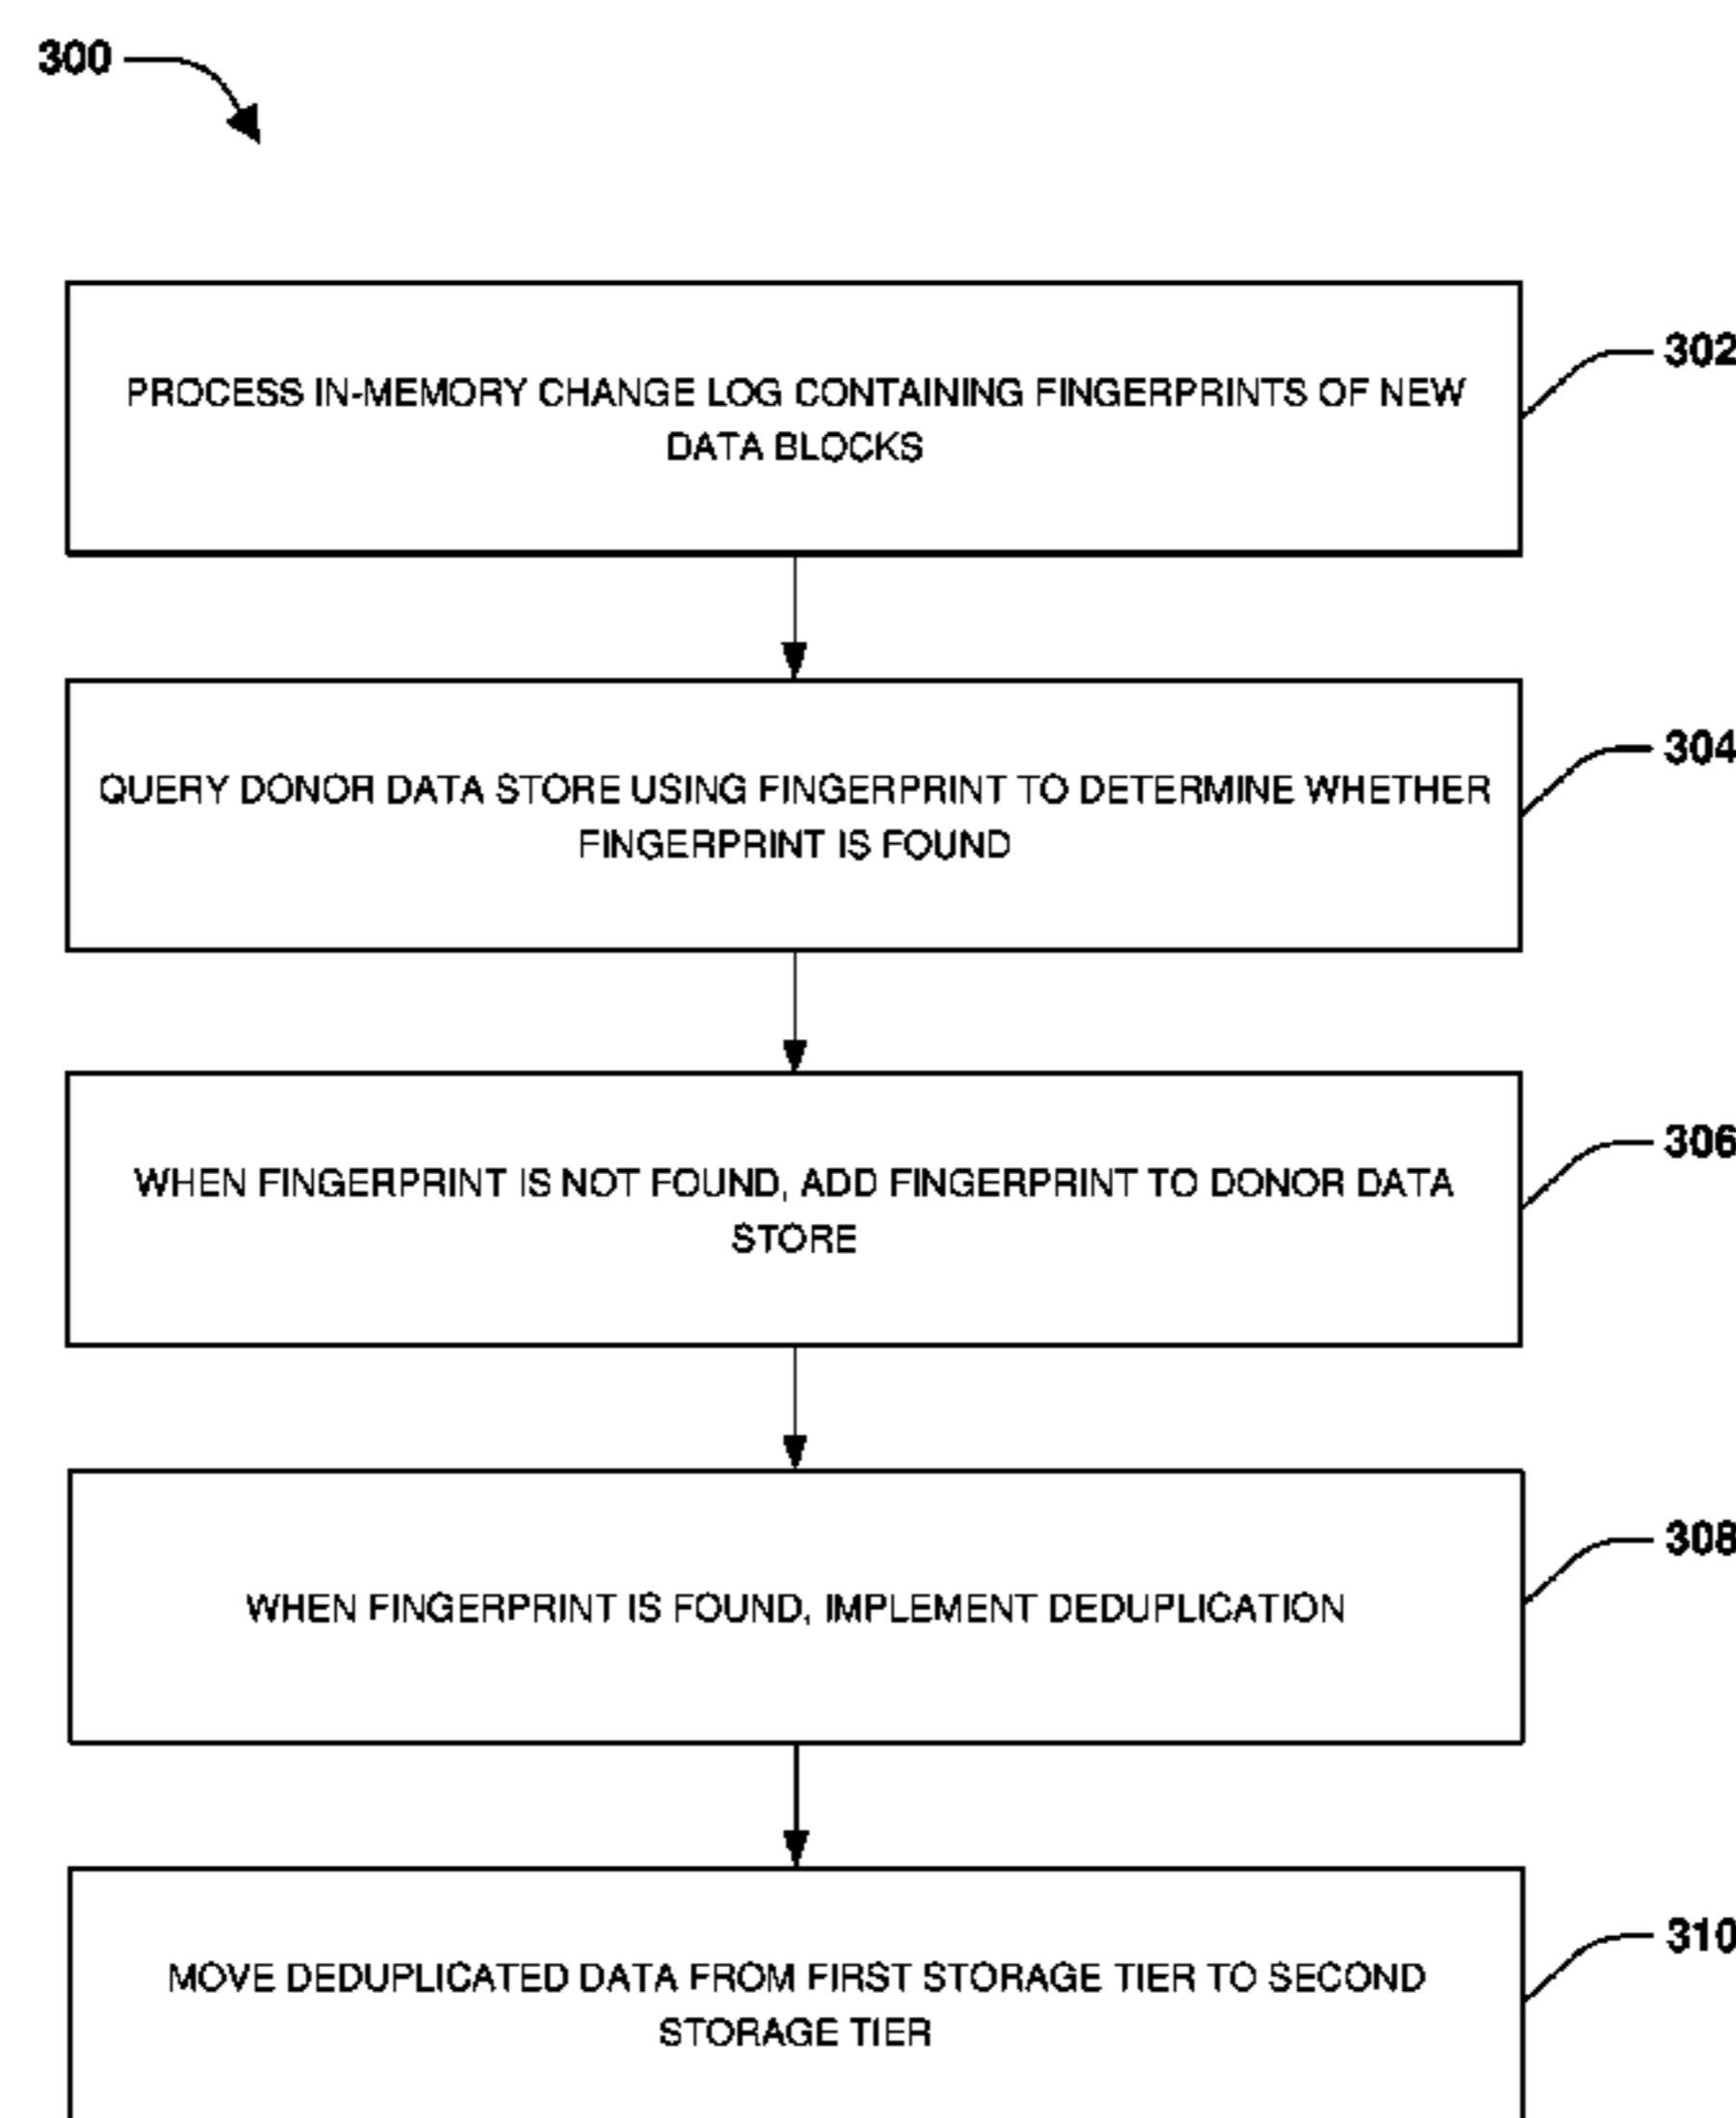 300
PROCESS IN-MEMORY CHANGE LOG CONTAINING FINGERPRINTS OF NEW
DATA BLOCKS
302
QUERY DONOR DATA STORE USING FINGERPRINT TO DETERMINE WHETHER
FINGERPRINT IS FOUND
304
WHEN FINGERPRINT IS NOT FOUND, ADD FINGERPRINT TO DONOR DATA
STORE
306
WHEN FINGERPRINT IS FOUND, IMPLEMENT DEDUPLICATION
308
MOVE DEDUPLICATED DATA FROM FIRST STORAGE TIER TO SECOND
STORAGE TIER
310